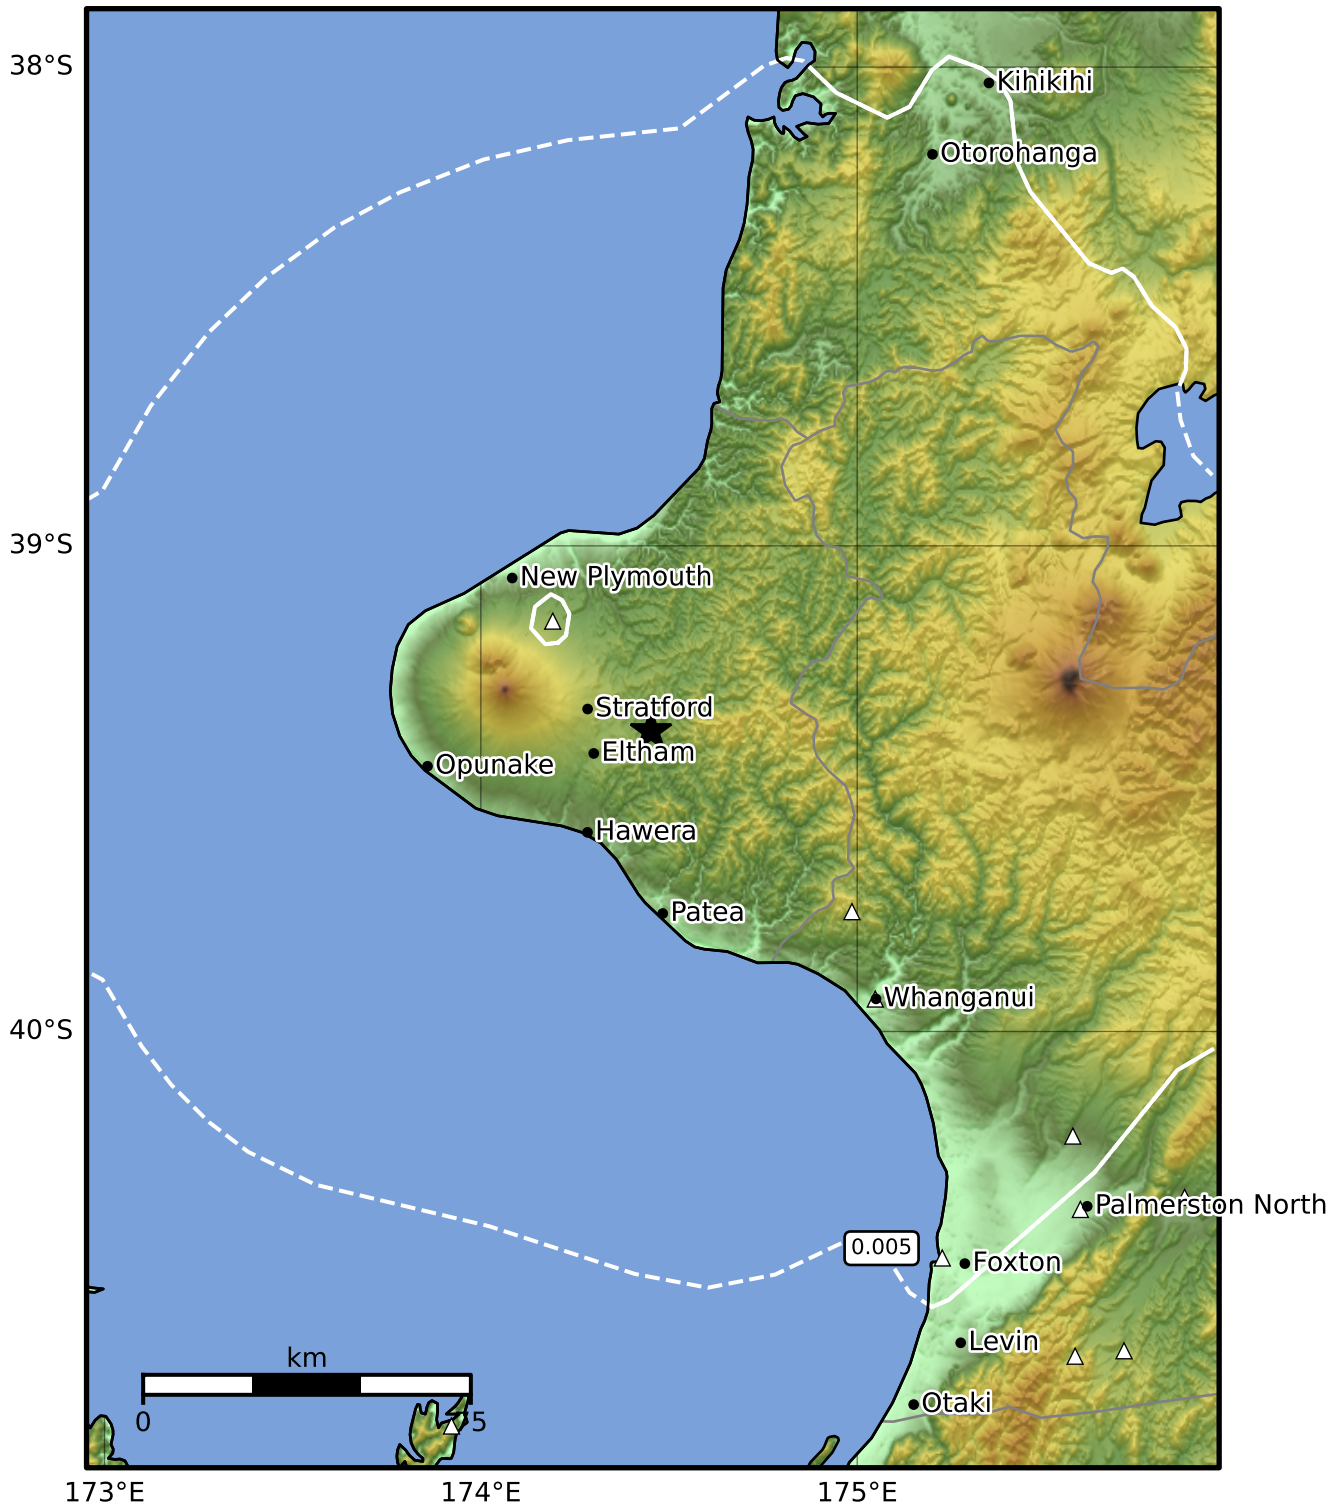 38°S
Kihikihi
Otorohanga
39°S
New Plymouth
Stratford
Eltham
Opunake
Hawera
Patea
Whanganui
40°S
Palmerston North
0.005
Foxton
Levin
km
Otaki
0
173°E
174°E
175°E